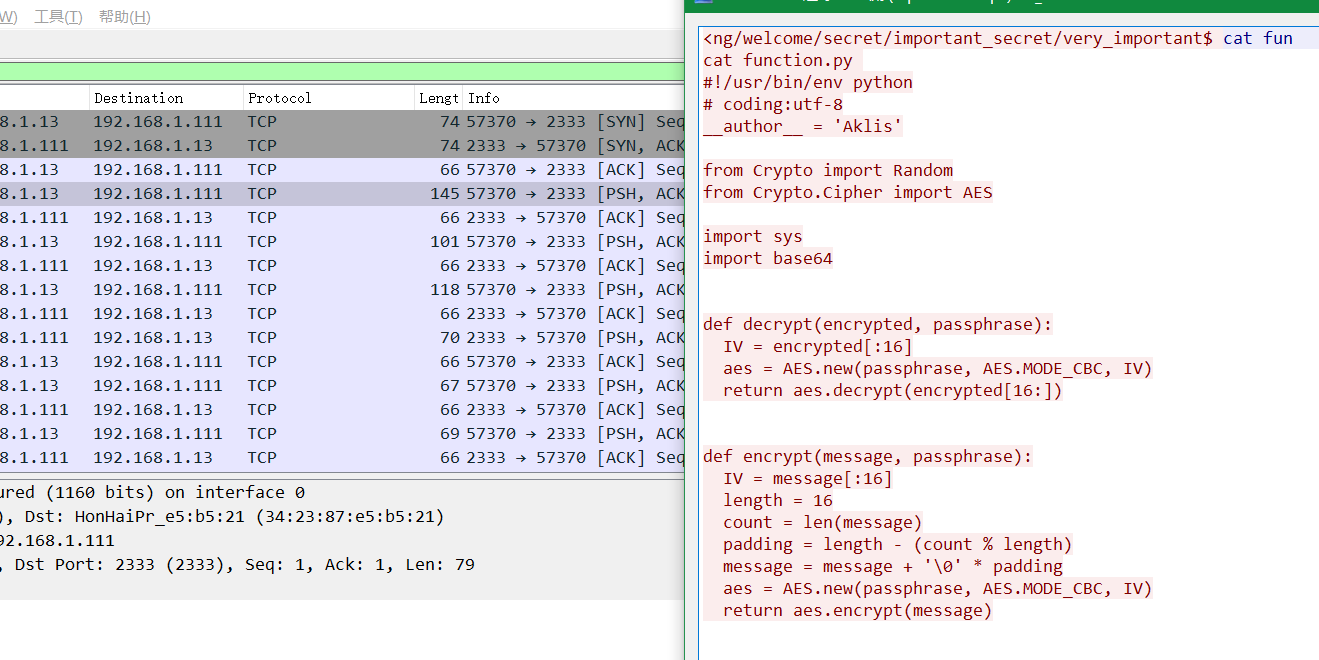 W) 工具(T) 帮助(H)
Destination Protocol Lengt Info
8.1.13 192.168.1.111 TCP 74 57370 → 2333 [SYN] Seq
8.1.111 192.168.1.13 TCP 74 2333 → 57370 [SYN, ACK
8.1.13 192.168.1.111 TCP 66 57370 → 2333 [ACK] Seq
8.1.13 192.168.1.111 TCP 145 57370 → 2333 [PSH, ACK
8.1.111 192.168.1.13 TCP 66 2333 → 57370 [ACK] Seq
8.1.13 192.168.1.111 TCP 101 57370 → 2333 [PSH, ACK
8.1.111 192.168.1.13 TCP 66 2333 → 57370 [ACK] Seq
8.1.13 192.168.1.111 TCP 118 57370 → 2333 [PSH, ACK
8.1.111 192.168.1.13 TCP 66 2333 → 57370 [ACK] Seq
8.1.111 192.168.1.13 TCP 70 2333 → 57370 [PSH, ACK
8.1.13 192.168.1.111 TCP 66 57370 → 2333 [ACK] Seq
8.1.13 192.168.1.111 TCP 67 57370 → 2333 [PSH, ACK
8.1.111 192.168.1.13 TCP 66 2333 → 57370 [ACK] Seq
8.1.13 192.168.1.111 TCP 69 57370 → 2333 [PSH, ACK
8.1.111 192.168.1.13 TCP 66 2333 → 57370 [ACK] Seq
ured (1160 bits) on interface 0
), Dst: HonHaiPr_e5:b5:21 (34:23:87:e5:b5:21)
92.168.1.111
, Dst Port: 2333 (2333), Seq: 1, Ack: 1, Len: 79
<ng/welcome/secret/important_secret/very_important$ cat fun
cat function.py
#!/usr/bin/env python
# coding:utf-8
__author__ = 'Aklis'
from Crypto import Random
from Crypto.Cipher import AES
import sys
import base64
def decrypt(encrypted, passphrase):
  IV = encrypted[:16]
  aes = AES.new(passphrase, AES.MODE_CBC, IV)
  return aes.decrypt(encrypted[16:])
def encrypt(message, passphrase):
  IV = message[:16]
  length = 16
  count = len(message)
  padding = length - (count % length)
  message = message + '\0' * padding
  aes = AES.new(passphrase, AES.MODE_CBC, IV)
  return aes.encrypt(message)